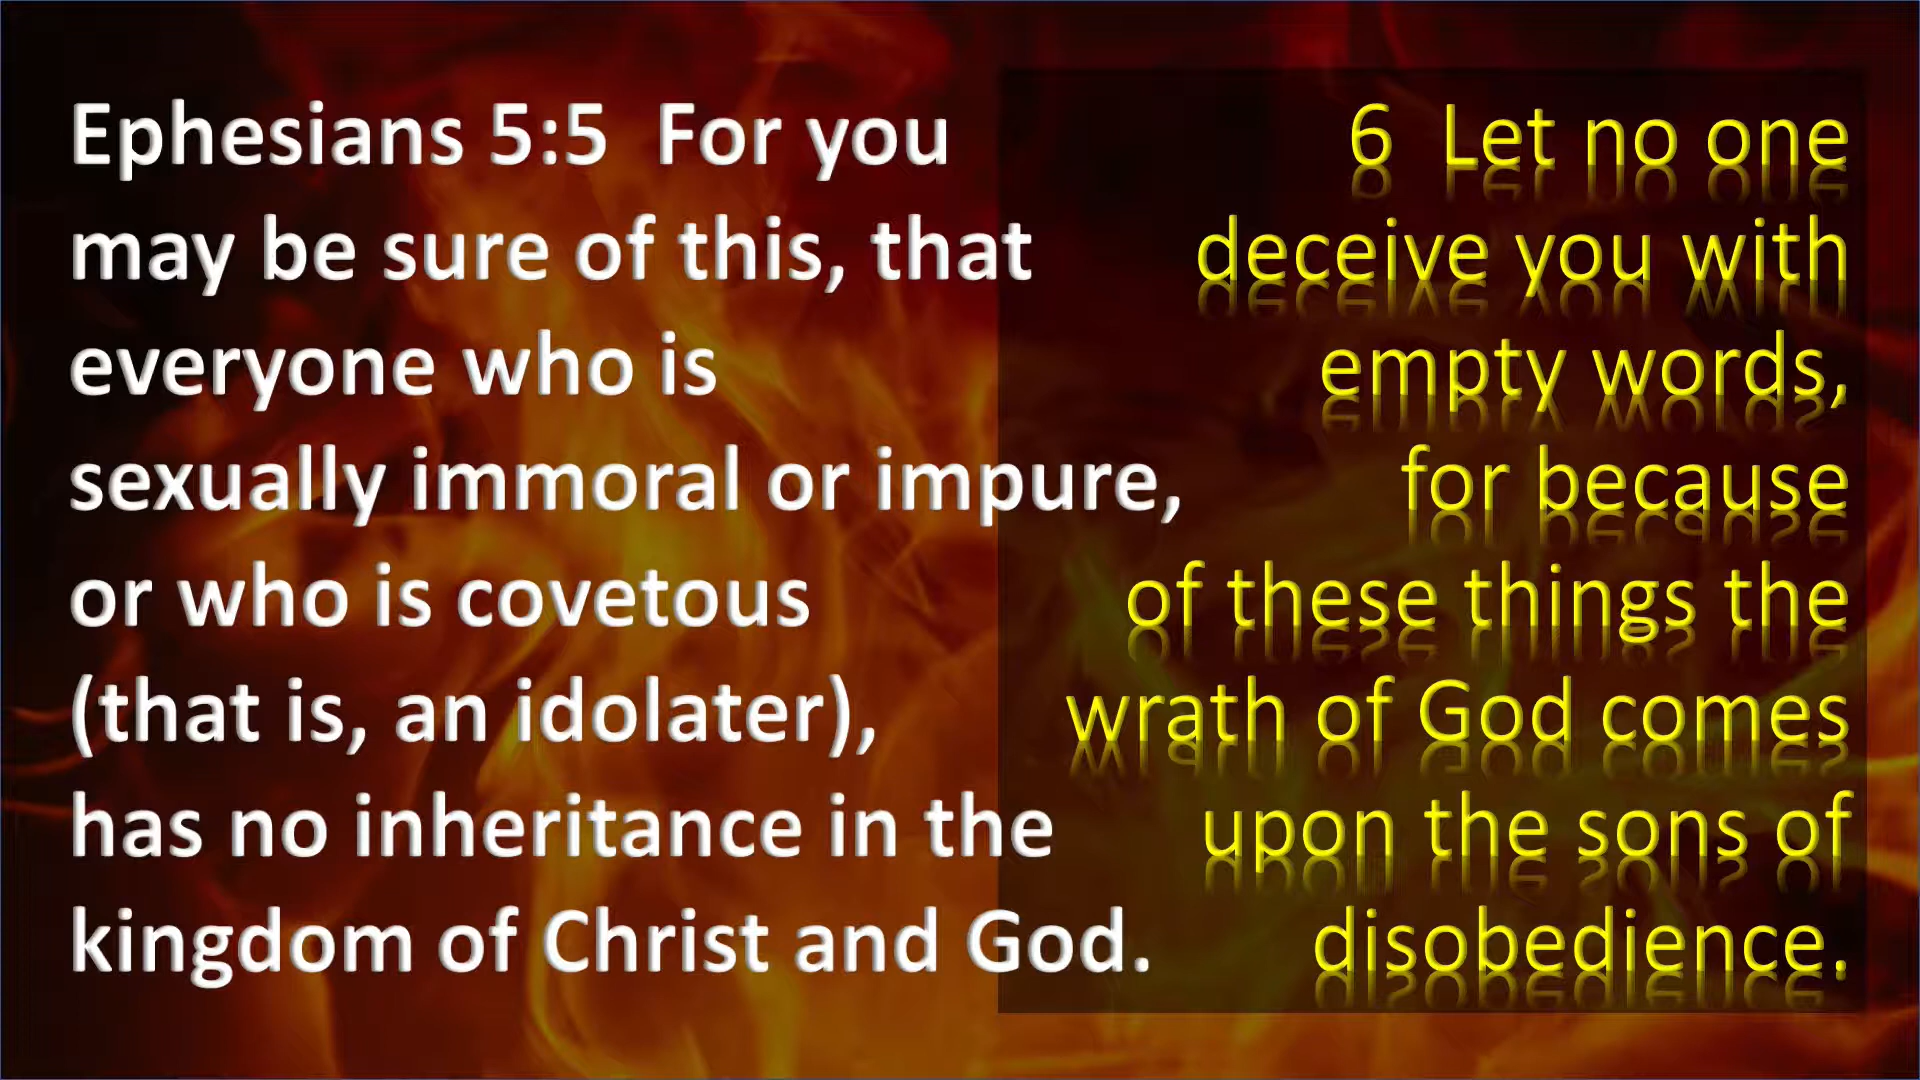 Ephesians 5:5  For you
may be sure of this, that
everyone who is
sexually immoral or impure,
or who is covetous
(that is, an idolater),
has no inheritance in the
kingdom of Christ and God.
6  Let no one
deceive you with
empty words,
for because
of these things the
wrath of God comes
upon the sons of
disobedience.